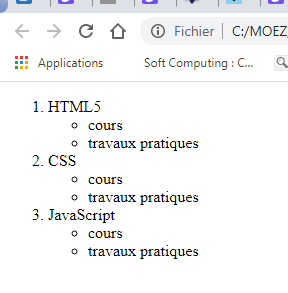 Fichier | C:/MOEZ
Applications Soft Computing : C...
1. HTML5
cours
travaux pratiques
2. CSS
cours
travaux pratiques
3. JavaScript
cours
travaux pratiques